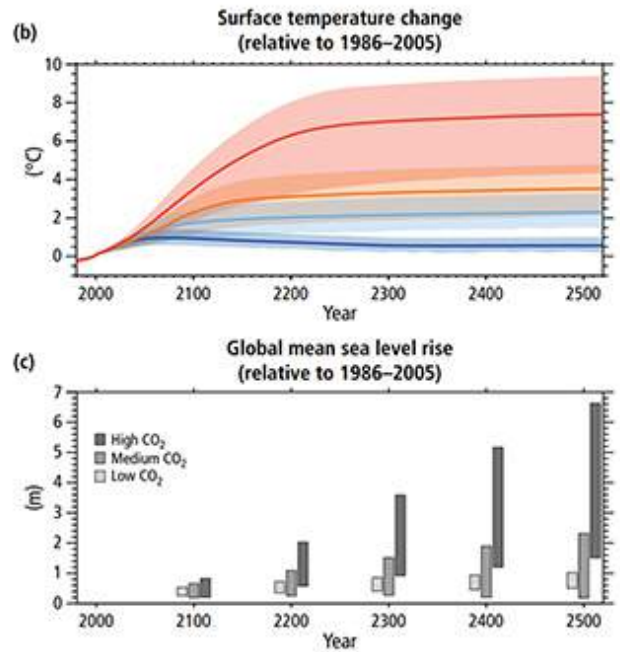 (b)
Surface temperature change
(relative to 1986–2005)
10
8
6
4
2
0
(°C)
2000 2100 2200 2300 2400 2500
Year
(c)
Global mean sea level rise
(relative to 1986–2005)
7
6
5
4
3
2
1
0
(m)
High CO₂
Medium CO₂
Low CO₂
2000 2100 2200 2300 2400 2500
Year